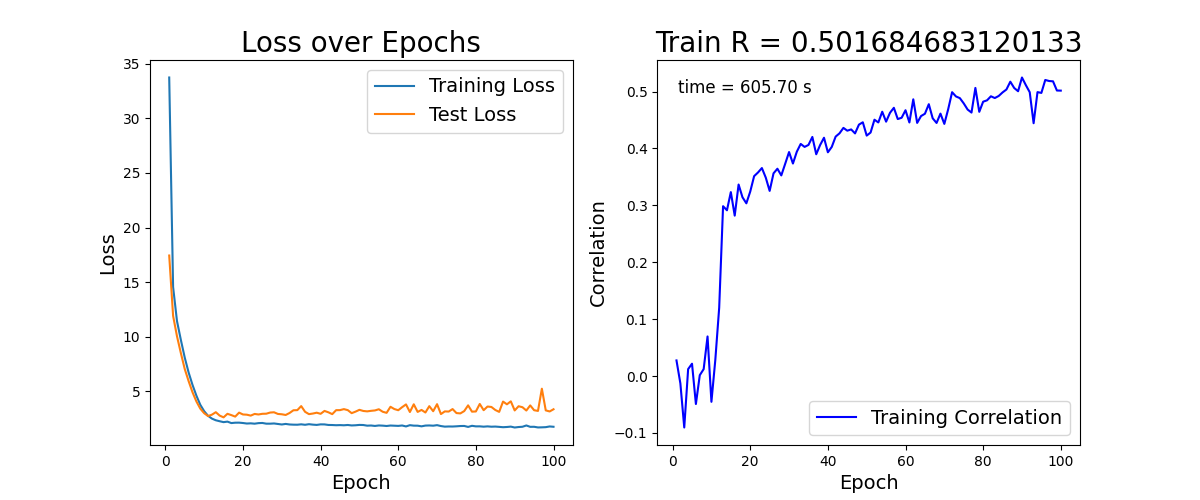 Loss over Epochs
35
30
25
20
15
10
5
Loss
0 20 40 60 80 100
Epoch
Training Loss
Test Loss
Train R = 0.501684683120133
time = 605.70 s
0.5
0.4
0.3
0.2
0.1
0.0
−0.1
Correlation
0 20 40 60 80 100
Epoch
Training Correlation